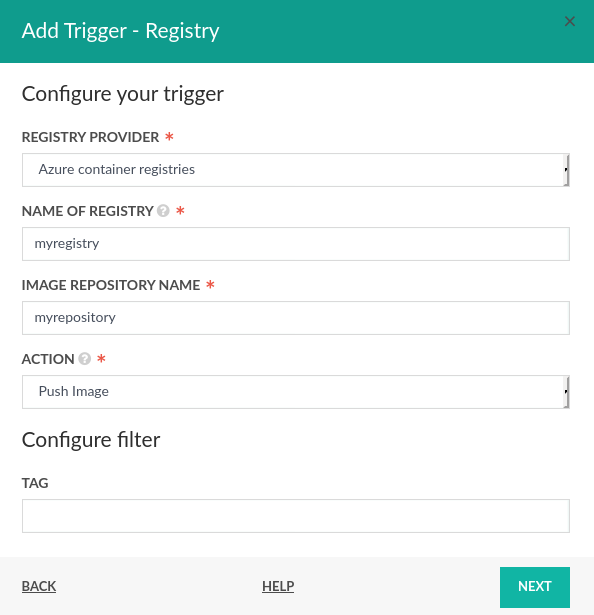 Add Trigger - Registry
Configure your trigger
REGISTRY PROVIDER *
Azure container registries
NAME OF REGISTRY ? *
myregistry
IMAGE REPOSITORY NAME *
myrepository
ACTION ? *
Push Image
Configure filter
TAG
BACK HELP NEXT